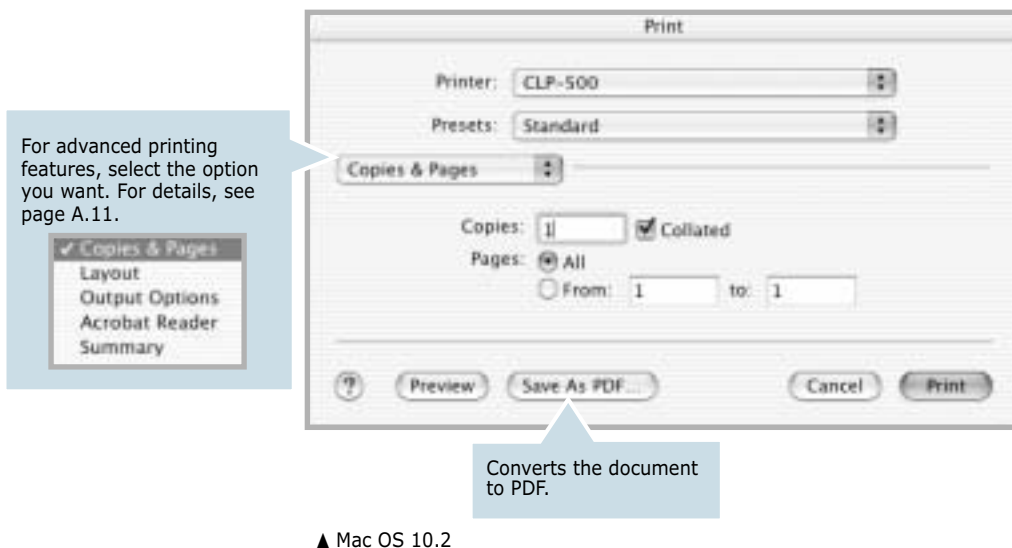 Print
Printer: CLP-500
Presets: Standard
Copies & Pages
Copies: 1 ✓ Collated
Pages: All
From: 1 to: 1
? Preview Save As PDF... Cancel Print
For advanced printing
features, select the option
you want. For details, see
page A.11.
✓ Copies & Pages
Layout
Output Options
Acrobat Reader
Summary
Converts the document
to PDF.
▲ Mac OS 10.2